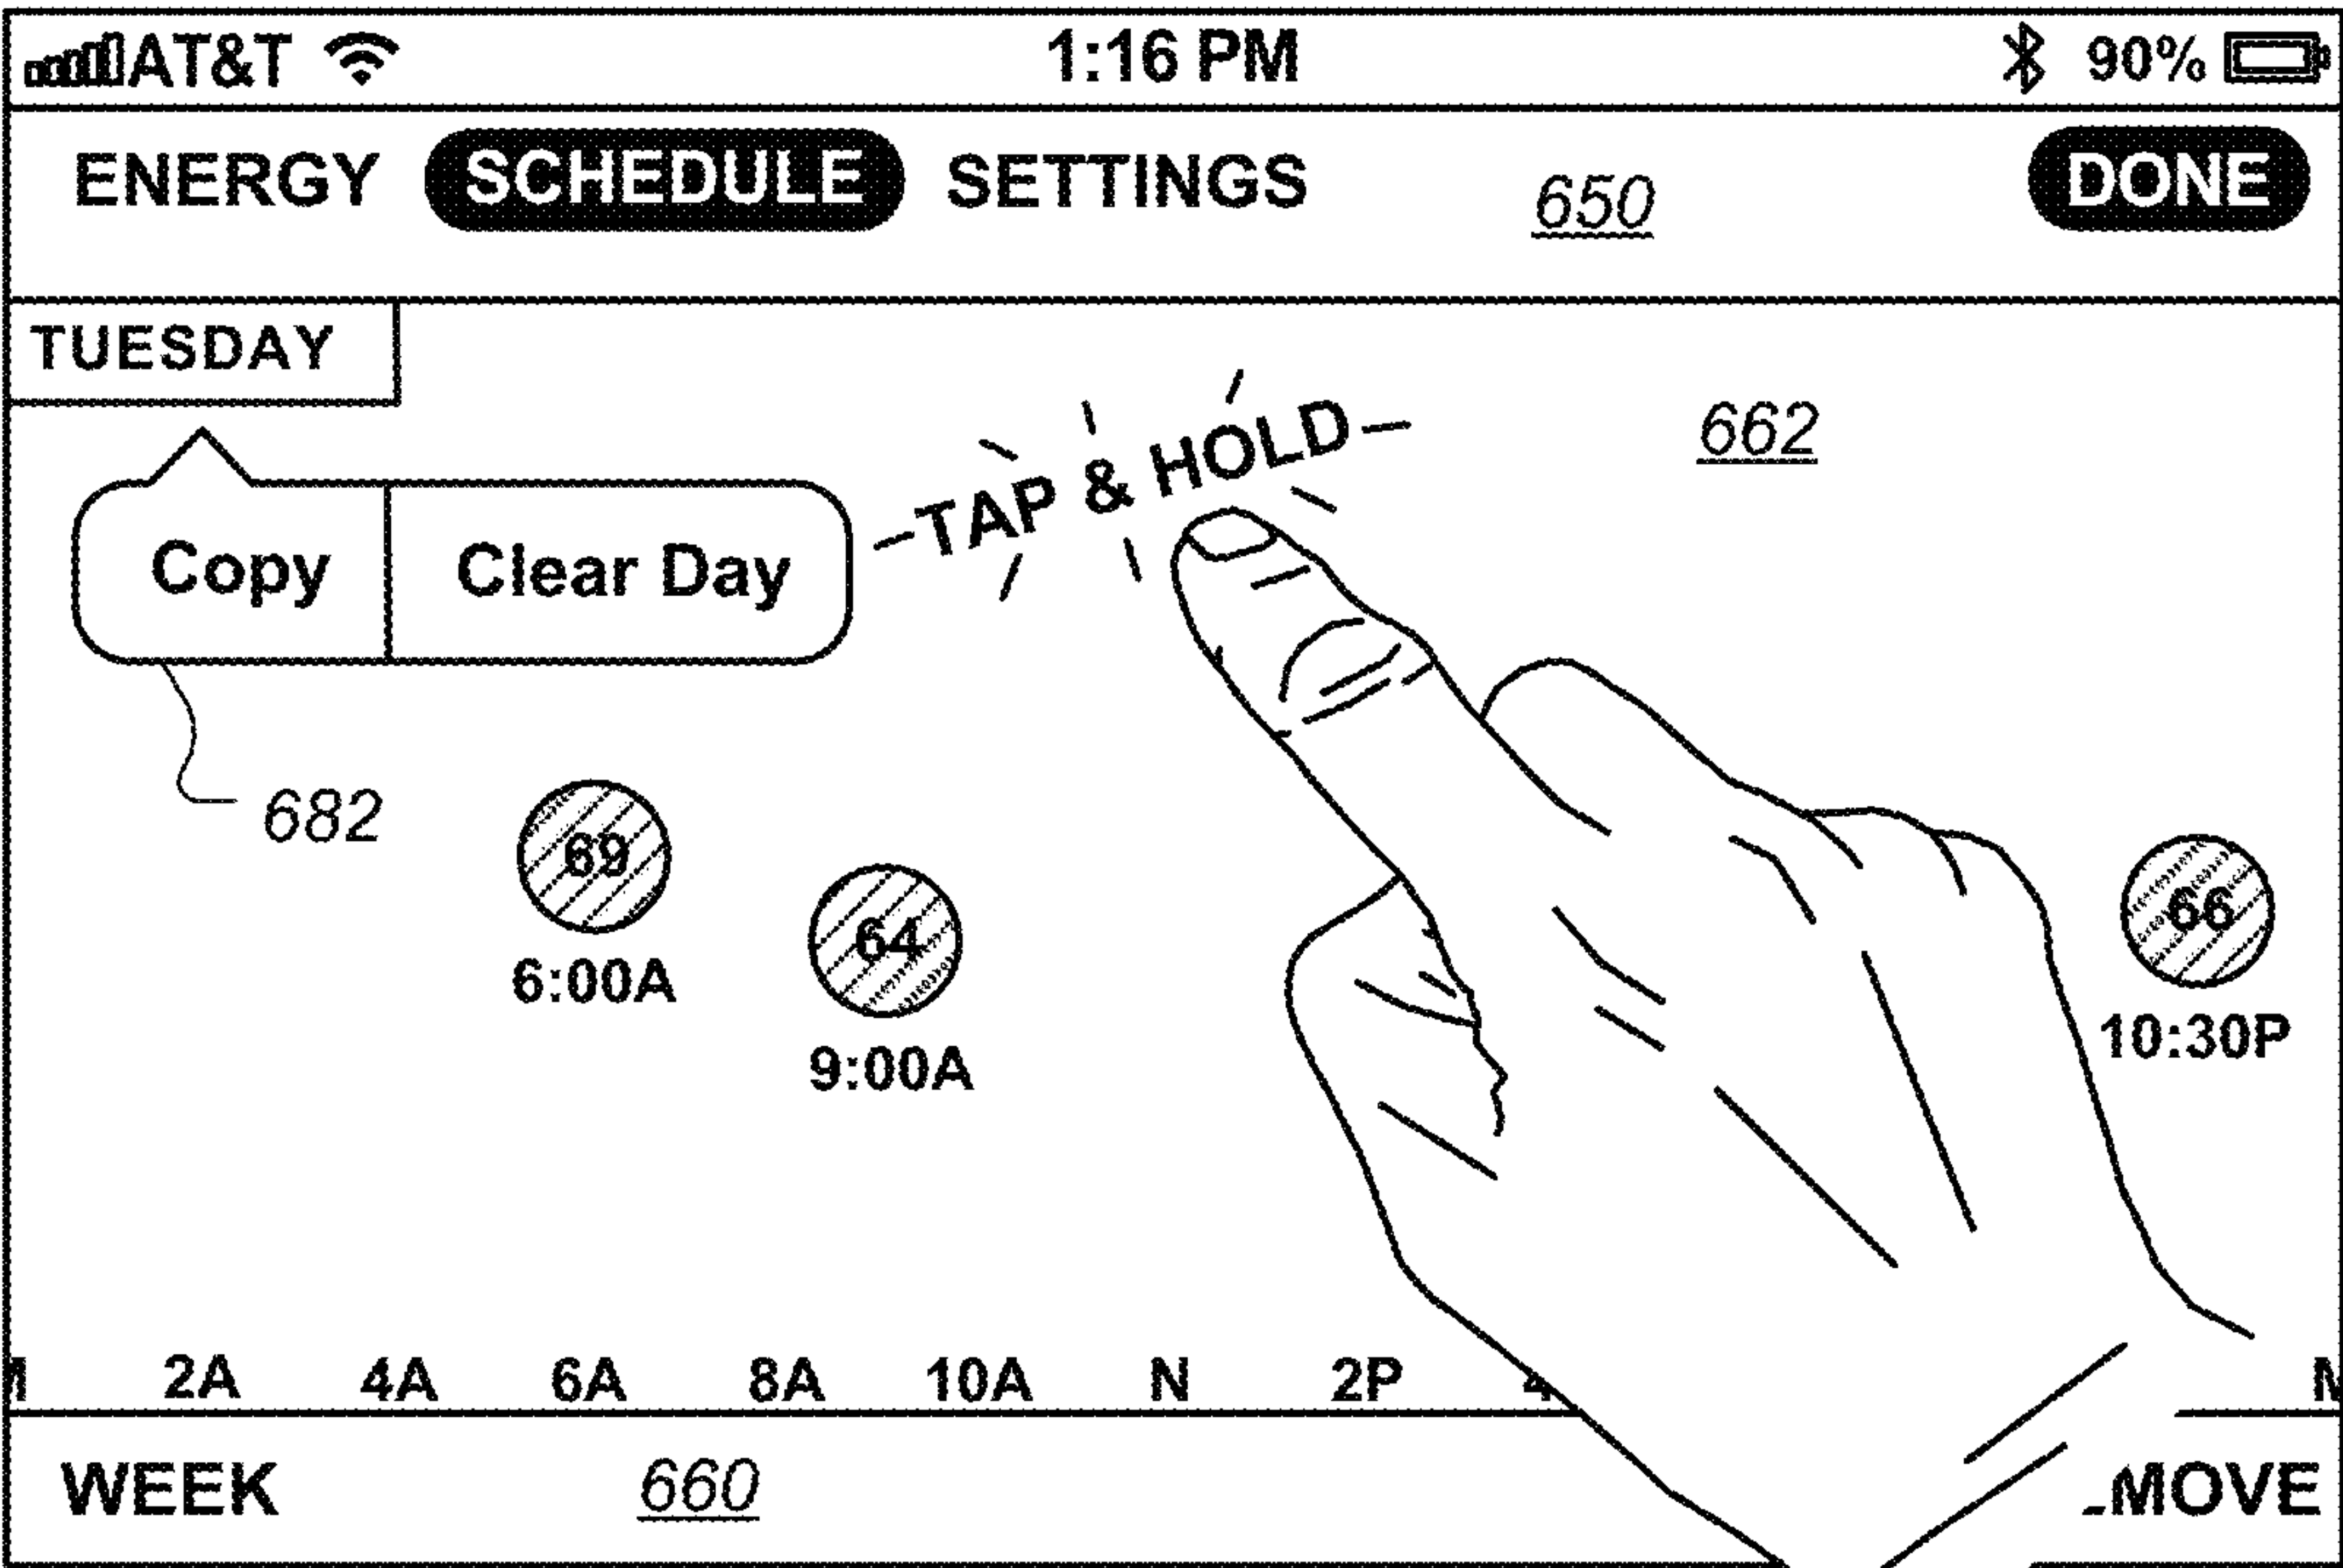 AT&T 1:16 PM 90%
ENERGY SCHEDULE SETTINGS 650 DONE
TUESDAY
TAP & HOLD
662
Copy Clear Day
682
69
6:00A
64
9:00A
66
10:30P
2A 4A 6A 8A 10A N 2P
WEEK 660 MOVE